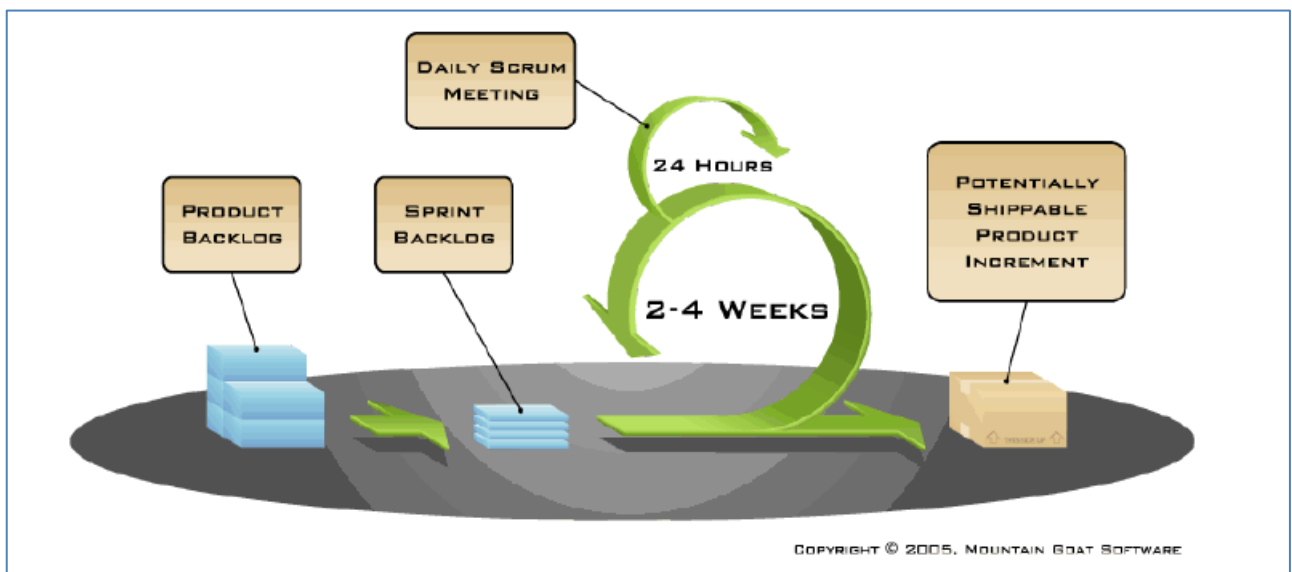 DAILY SCRUM
MEETING
24 HOURS
PRODUCT
BACKLOG
SPRINT
BACKLOG
POTENTIALLY
SHIPPABLE
PRODUCT
INCREMENT
2-4 WEEKS
COPYRIGHT © 2005, MOUNTAIN GOAT SOFTWARE